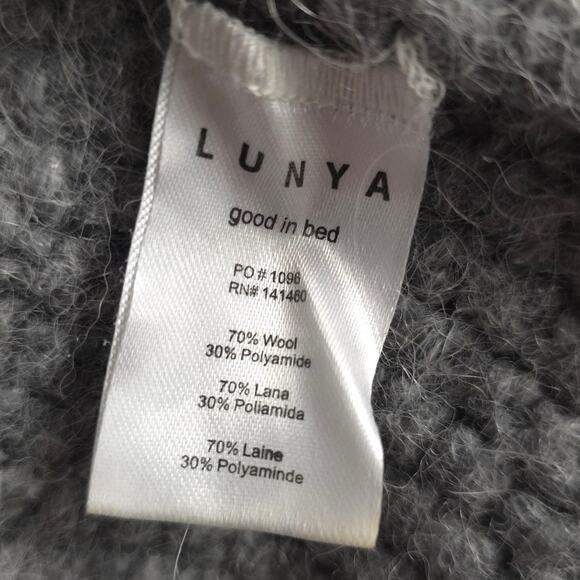 LUNYA
good in bed
PO # 1096
RN# 141460
70% Wool
30% Polyamide
70% Lana
30% Poliamida
70% Laine
30% Polyaminde